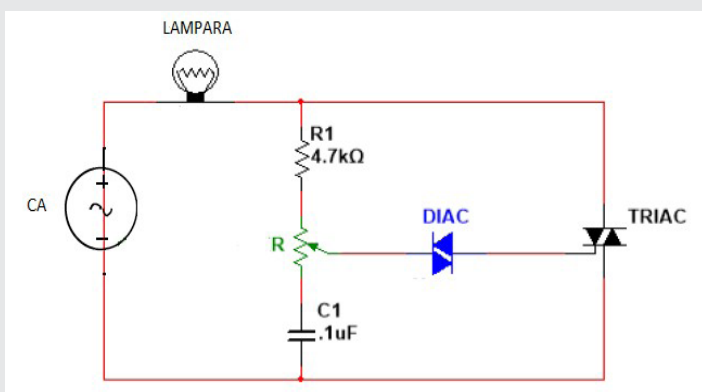 LAMPARA
R1
4.7kΩ
CA
DIAC
TRIAC
R
C1
.1uF